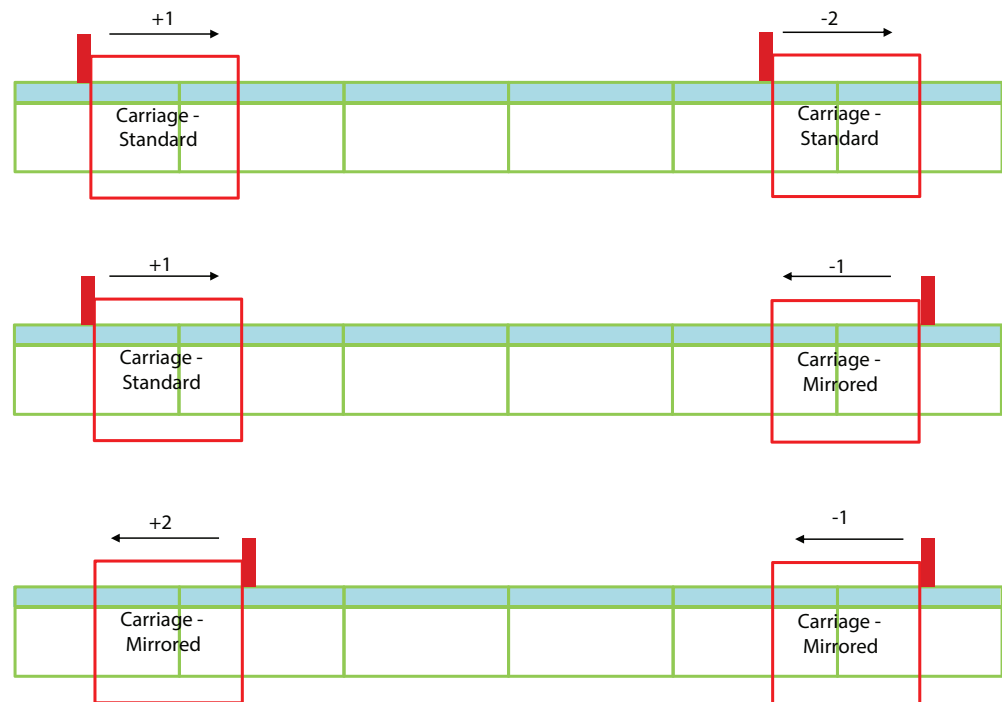 +1
-2
Carriage -
Standard
Carriage -
Standard
+1
-1
Carriage -
Standard
Carriage -
Mirrored
+2
-1
Carriage -
Mirrored
Carriage -
Mirrored